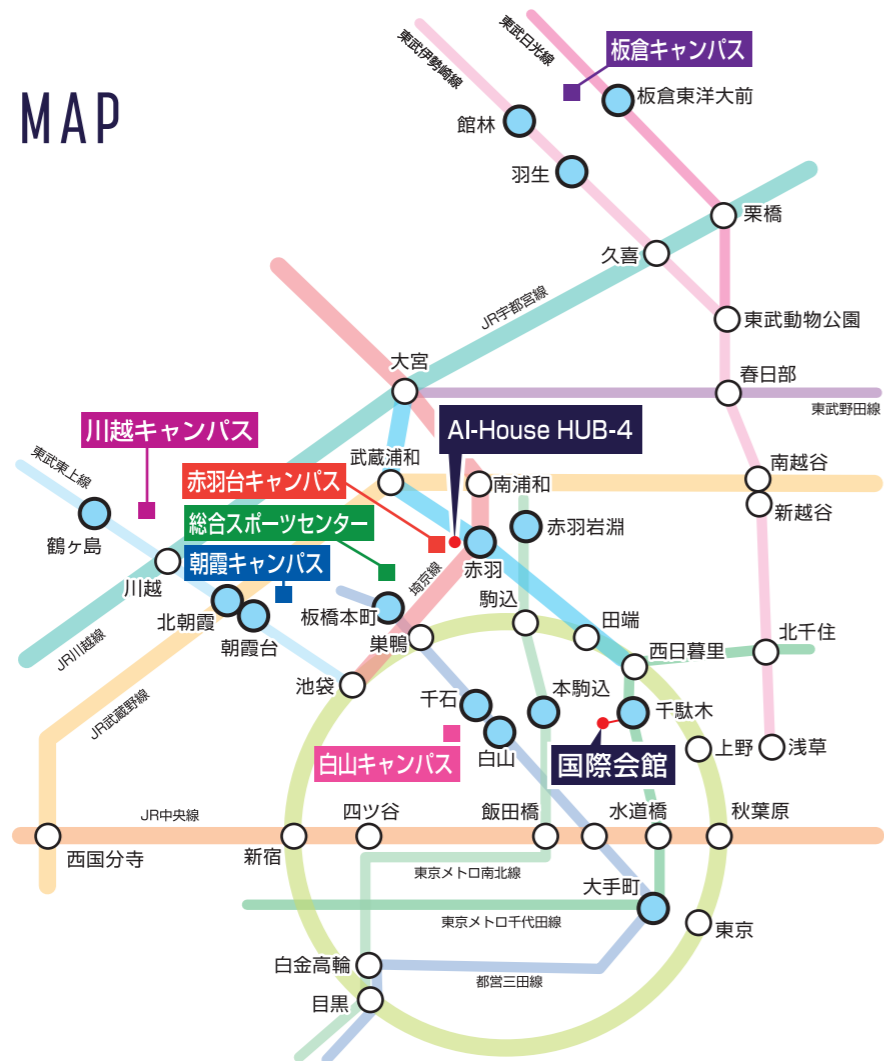 MAP
東武伊勢崎線
東武日光線
板倉キャンパス
板倉東洋大前
館林
羽生
栗橋
久喜
JR宇都宮線
東武動物公園
大宮
春日部
東武野田線
川越キャンパス
AI-House HUB-4
東武東上線
武蔵浦和
赤羽台キャンパス
南浦和
南越谷
新越谷
総合スポーツセンター
赤羽岩淵
鶴ヶ島
朝霞キャンパス
川越
埼京線
赤羽
北朝霞
朝霞台
板橋本町
駒込
田端
巣鴨
西日暮里
北千住
JR川越線
池袋
千石
本駒込
千駄木
JR武蔵野線
白山キャンパス
白山
国際会館
上野
浅草
JR中央線
四ツ谷
飯田橋
水道橋
秋葉原
西国分寺
新宿
東京メトロ南北線
大手町
東京メトロ千代田線
東京
白金高輪
都営三田線
目黒